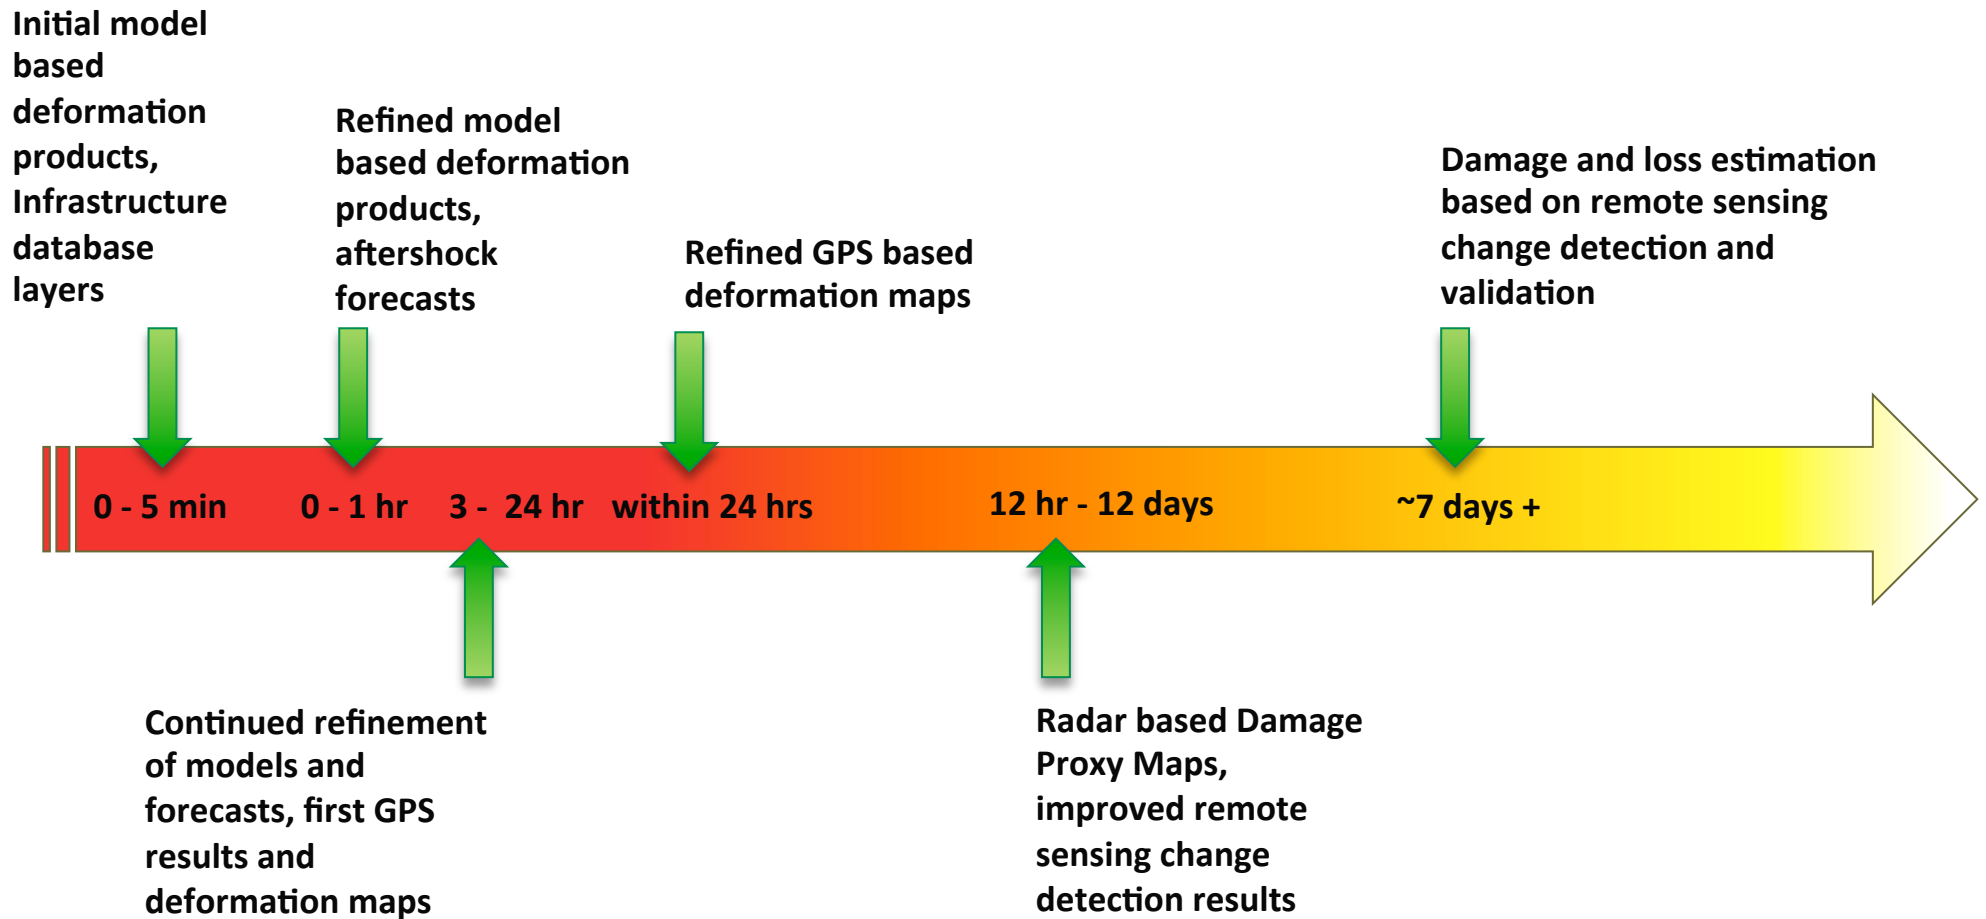 Initial model
based
deformation
products,
Infrastructure
database
layers
Refined model
based deformation
products,
aftershock
forecasts
Refined GPS based
deformation maps
Damage and loss estimation
based on remote sensing
change detection and
validation
0 - 5 min
0 - 1 hr
3 -  24 hr
within 24 hrs
12 hr - 12 days
~7 days +
Continued refinement
of models and
forecasts, first GPS
results and
deformation maps
Radar based Damage
Proxy Maps,
improved remote
sensing change
detection results